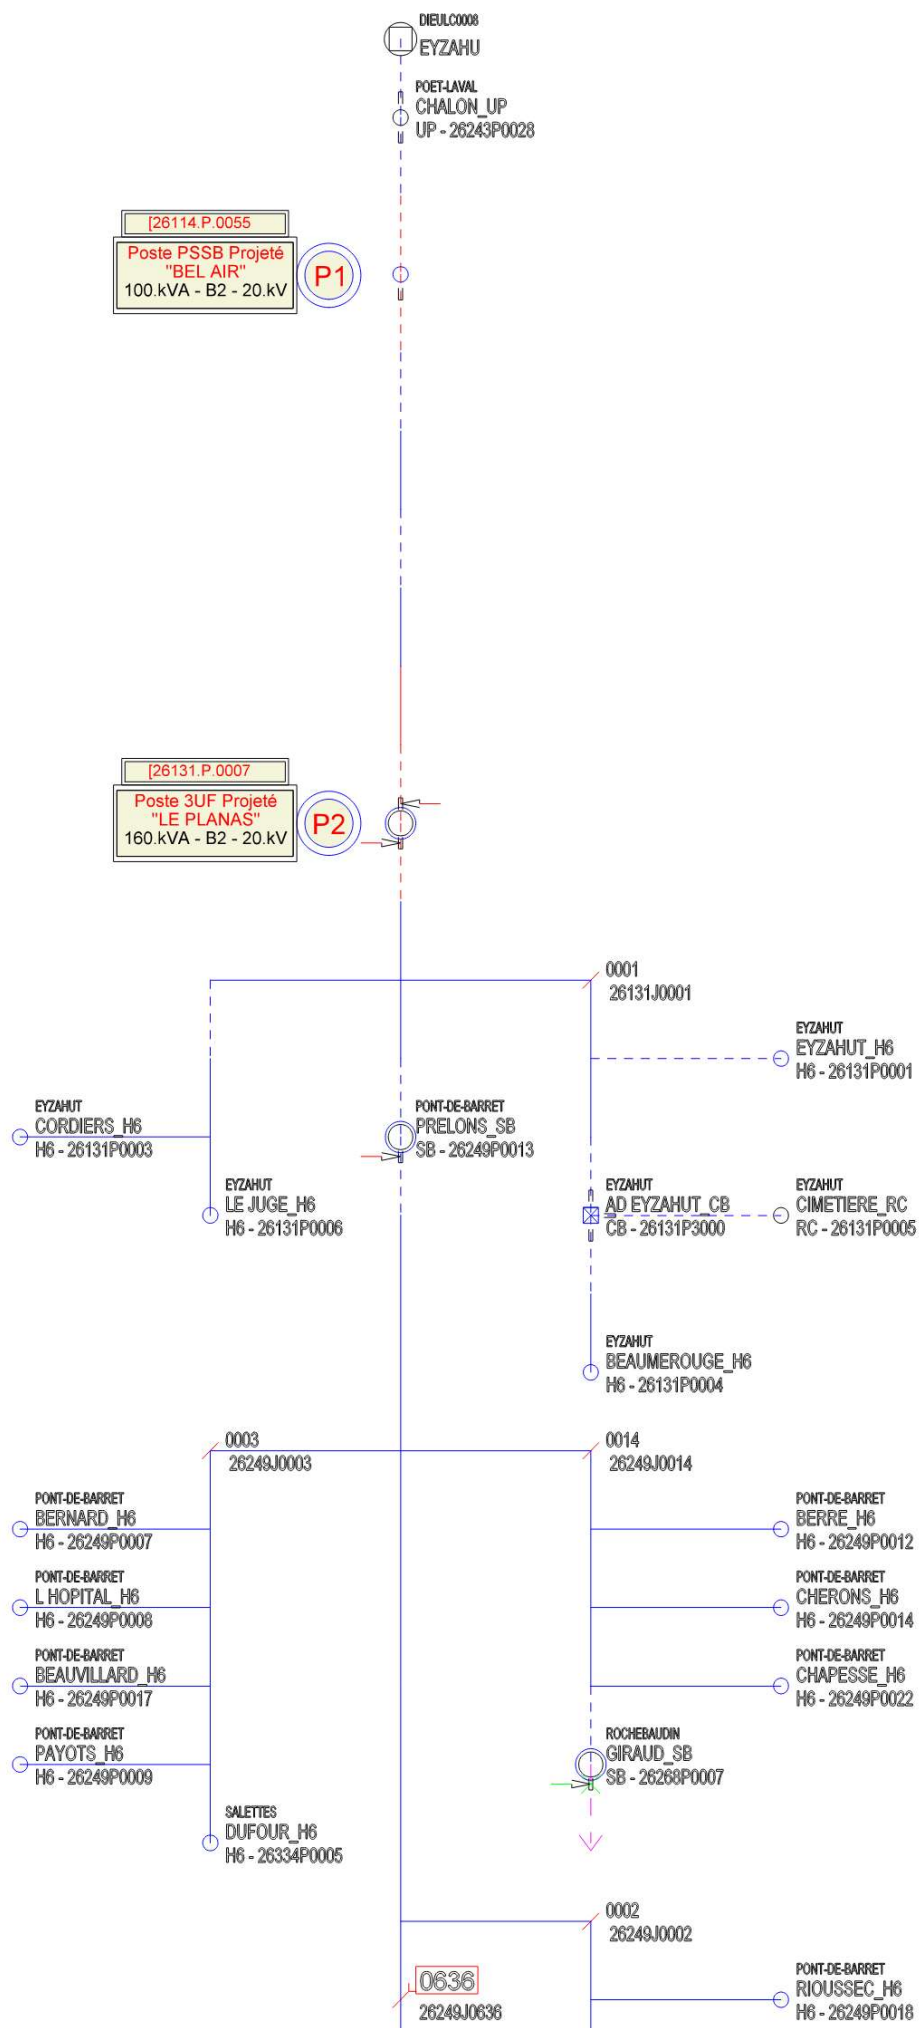 DIEULC0008
EYZAHU
POET-LAVAL
CHALON_UP
UP - 26243P0028
[26114.P.0055
Poste PSSB Projeté
"BEL AIR"
100.kVA - B2 - 20.kV
P1
[26131.P.0007
Poste 3UF Projeté
"LE PLANAS"
160.kVA - B2 - 20.kV
P2
0001
26131J0001
EYZAHUT
EYZAHUT_H6
H6 - 26131P0001
EYZAHUT
CORDIERS_H6
H6 - 26131P0003
PONT-DE-BARRET
PRELONS_SB
SB - 26249P0013
EYZAHUT
LE JUGE_H6
H6 - 26131P0006
EYZAHUT
AD EYZAHUT_CB
CB - 26131P3000
EYZAHUT
CIMETIERE_RC
RC - 26131P0005
EYZAHUT
BEAUMEROUGE_H6
H6 - 26131P0004
0003
26249J0003
0014
26249J0014
PONT-DE-BARRET
BERNARD_H6
H6 - 26249P0007
PONT-DE-BARRET
BERRE_H6
H6 - 26249P0012
PONT-DE-BARRET
L HOPITAL_H6
H6 - 26249P0008
PONT-DE-BARRET
CHERONS_H6
H6 - 26249P0014
PONT-DE-BARRET
BEAUVILLARD_H6
H6 - 26249P0017
PONT-DE-BARRET
CHAPESSE_H6
H6 - 26249P0022
PONT-DE-BARRET
PAYOTS_H6
H6 - 26249P0009
ROCHEBAUDIN
GIRAUD_SB
SB - 26268P0007
SALETTES
DUFOUR_H6
H6 - 26334P0005
0002
26249J0002
0636
26249J0636
PONT-DE-BARRET
RIOUSSEC_H6
H6 - 26249P0018